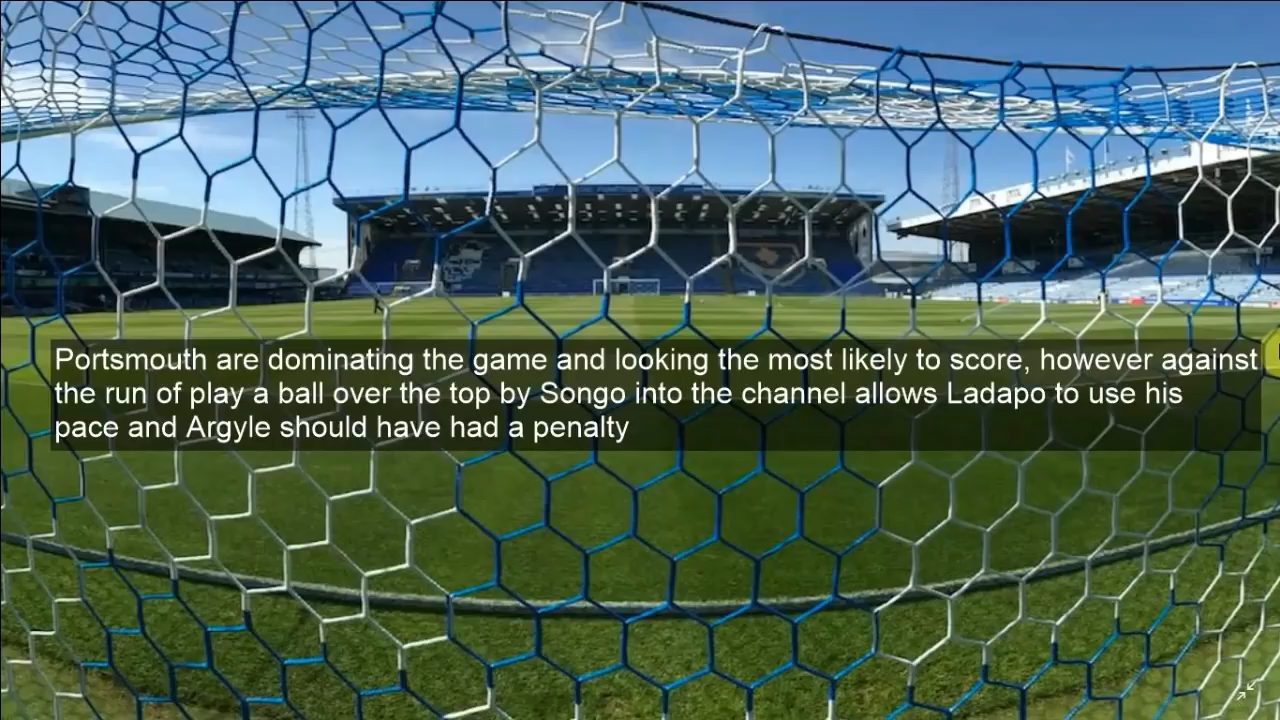 Portsmouth are dominating the game and looking the most likely to score, however against
the run of play a ball over the top by Songo into the channel allows Ladapo to use his
pace and Argyle should have had a penalty